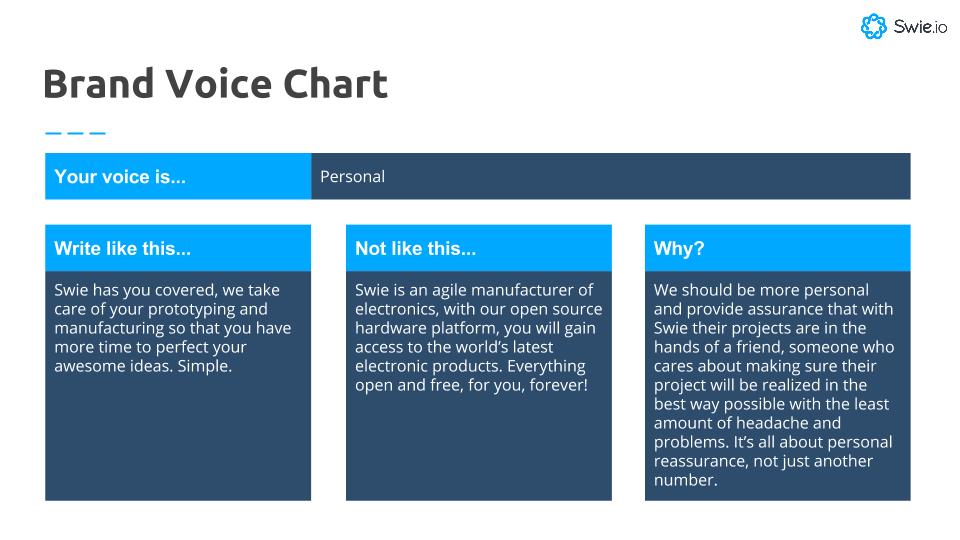 Swie.io
Brand Voice Chart
Your voice is...
Personal
Write like this...
Swie has you covered, we take
care of your prototyping and
manufacturing so that you have
more time to perfect your
awesome ideas. Simple.
Not like this...
Swie is an agile manufacturer of
electronics, with our open source
hardware platform, you will gain
access to the world’s latest
electronic products. Everything
open and free, for you, forever!
Why?
We should be more personal
and provide assurance that with
Swie their projects are in the
hands of a friend, someone who
cares about making sure their
project will be realized in the
best way possible with the least
amount of headache and
problems. It’s all about personal
reassurance, not just another
number.